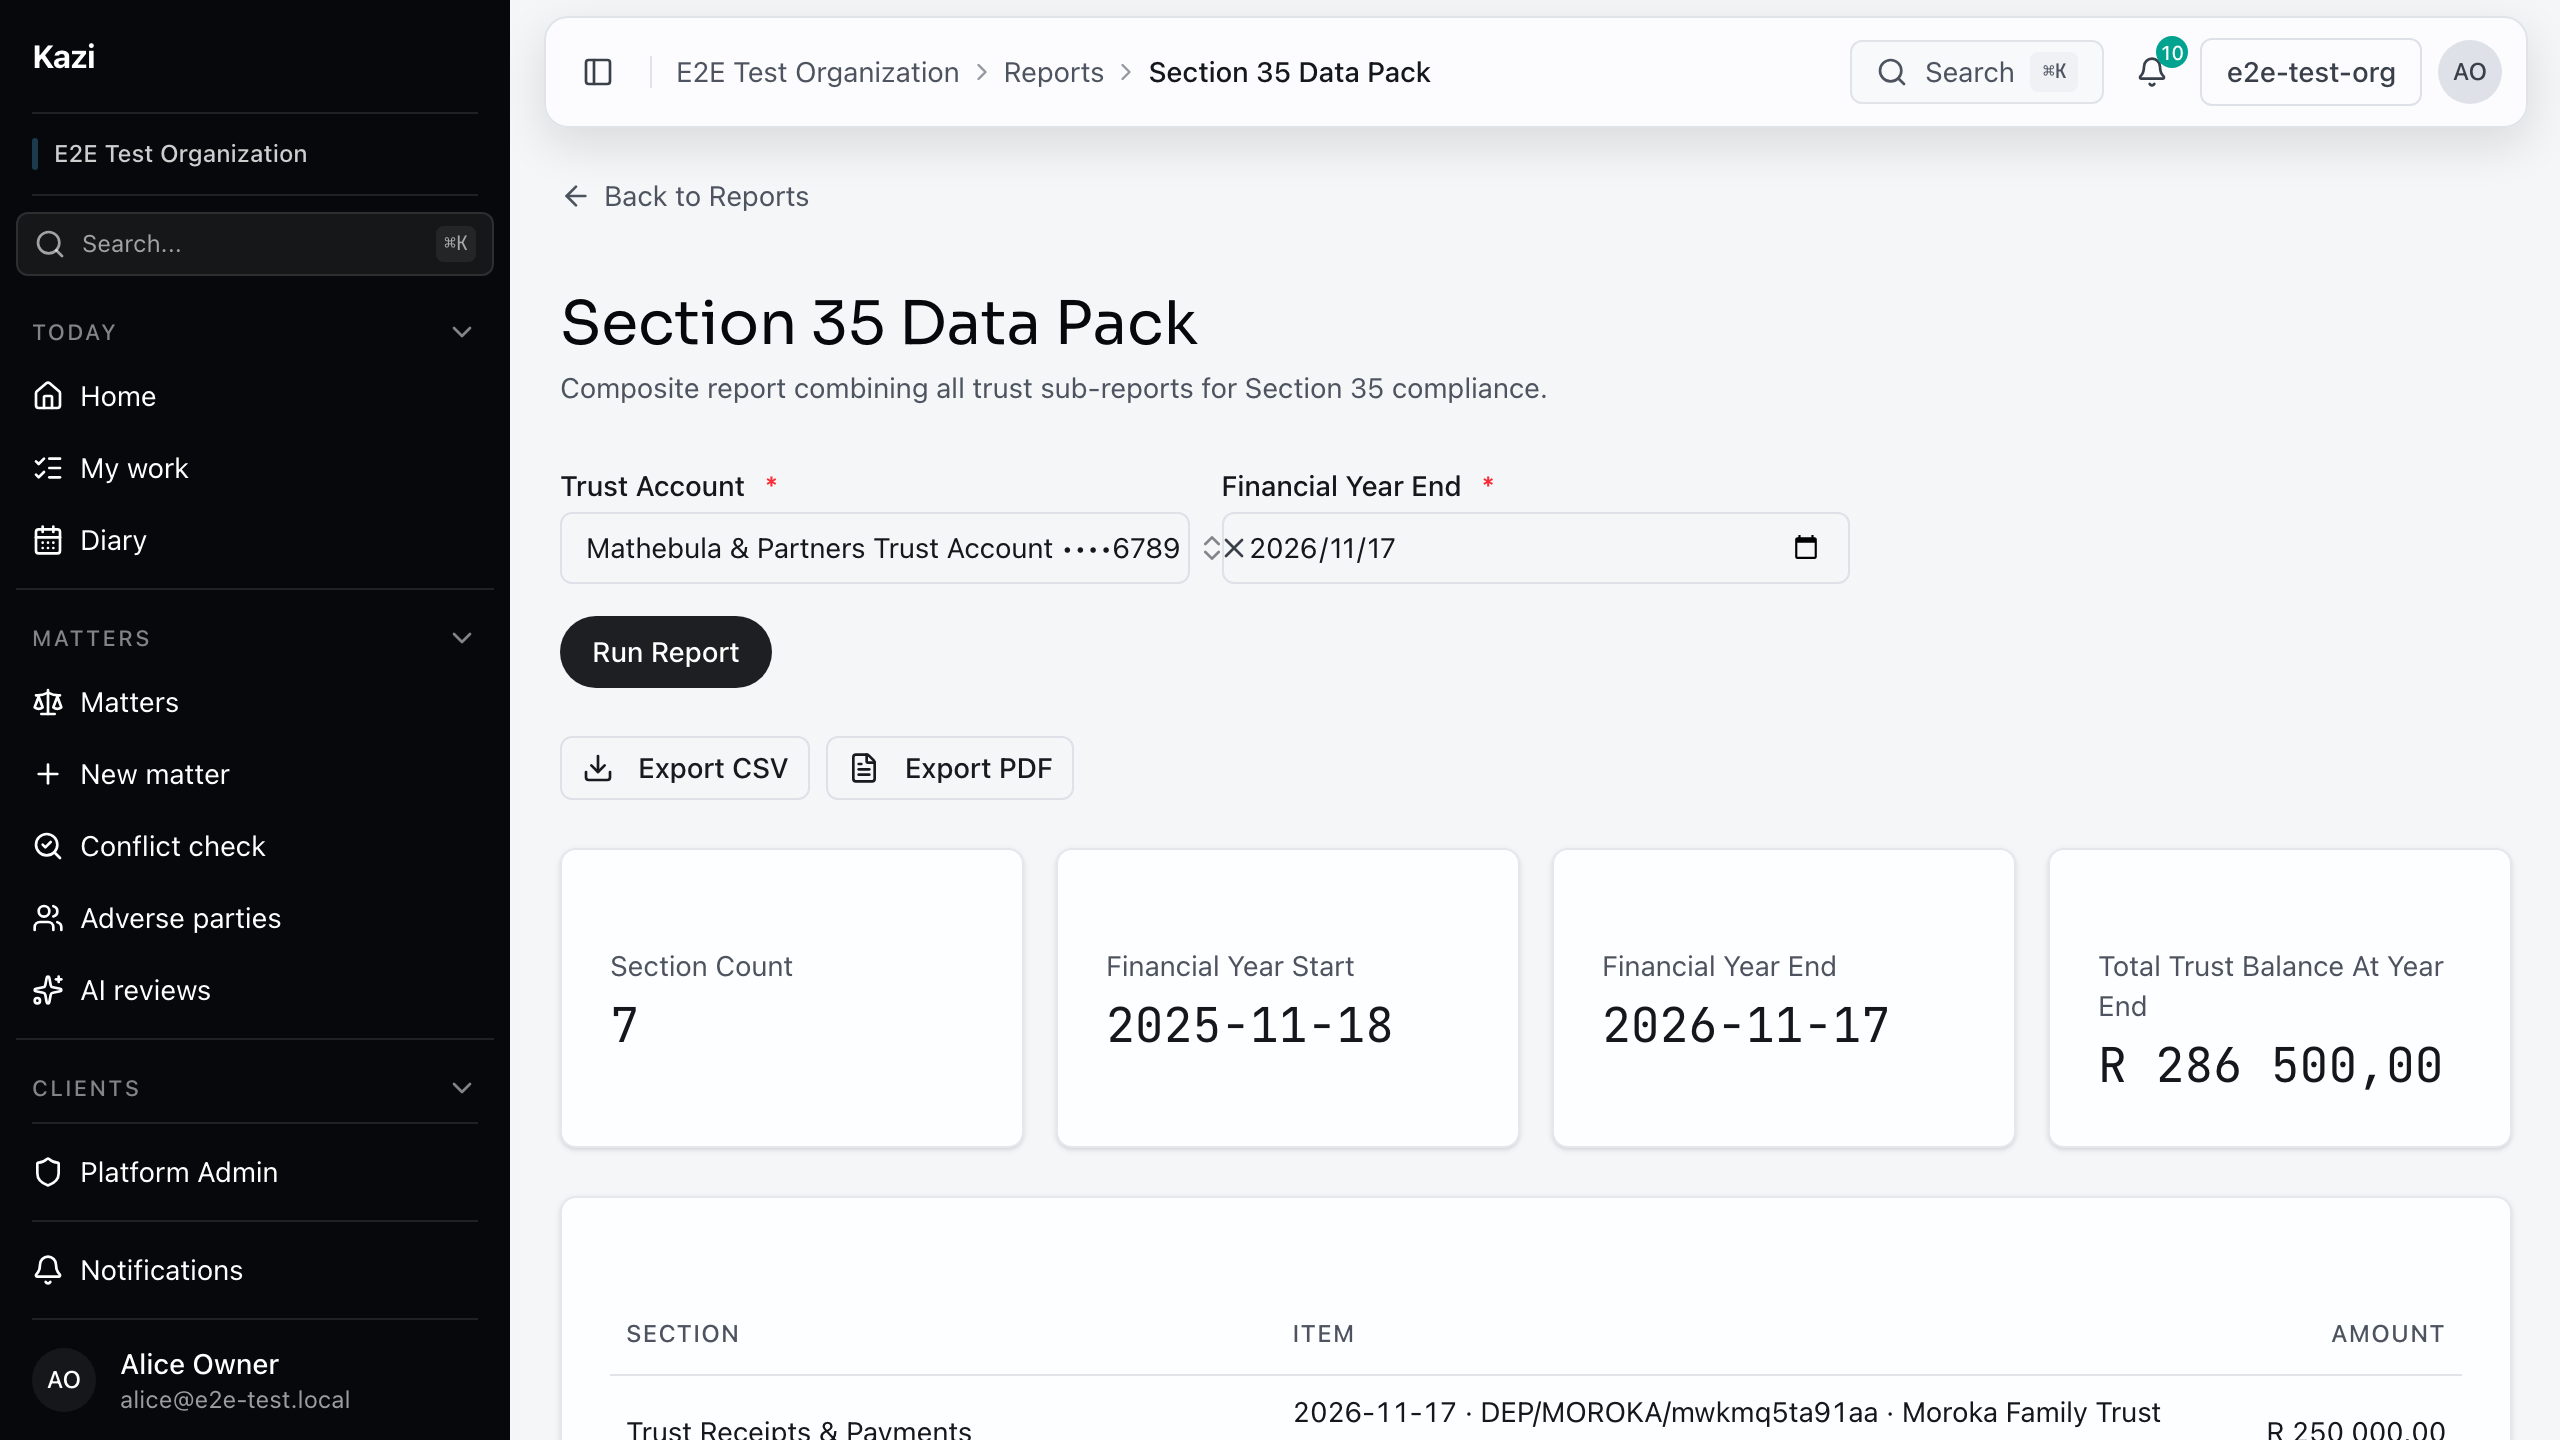 Kazi
E2E Test Organization
Search...
⌘K
TODAY
Home
My work
Diary
MATTERS
Matters
New matter
Conflict check
Adverse parties
AI reviews
CLIENTS
Platform Admin
Notifications
AO
Alice Owner
alice@e2e-test.local
E2E Test Organization > Reports > Section 35 Data Pack
Search ⌘K
10
e2e-test-org
AO
Back to Reports
Section 35 Data Pack
Composite report combining all trust sub-reports for Section 35 compliance.
Trust Account *
Mathebula & Partners Trust Account ····6789
Financial Year End *
2026/11/17
Run Report
Export CSV
Export PDF
Section Count
7
Financial Year Start
2025-11-18
Financial Year End
2026-11-17
Total Trust Balance At Year
End
R 286 500,00
SECTION ITEM AMOUNT
2026-11-17 · DEP/MOROKA/mwkmq5ta91aa · Moroka Family Trust
Trust Receipts & Payments
R 250 000,00